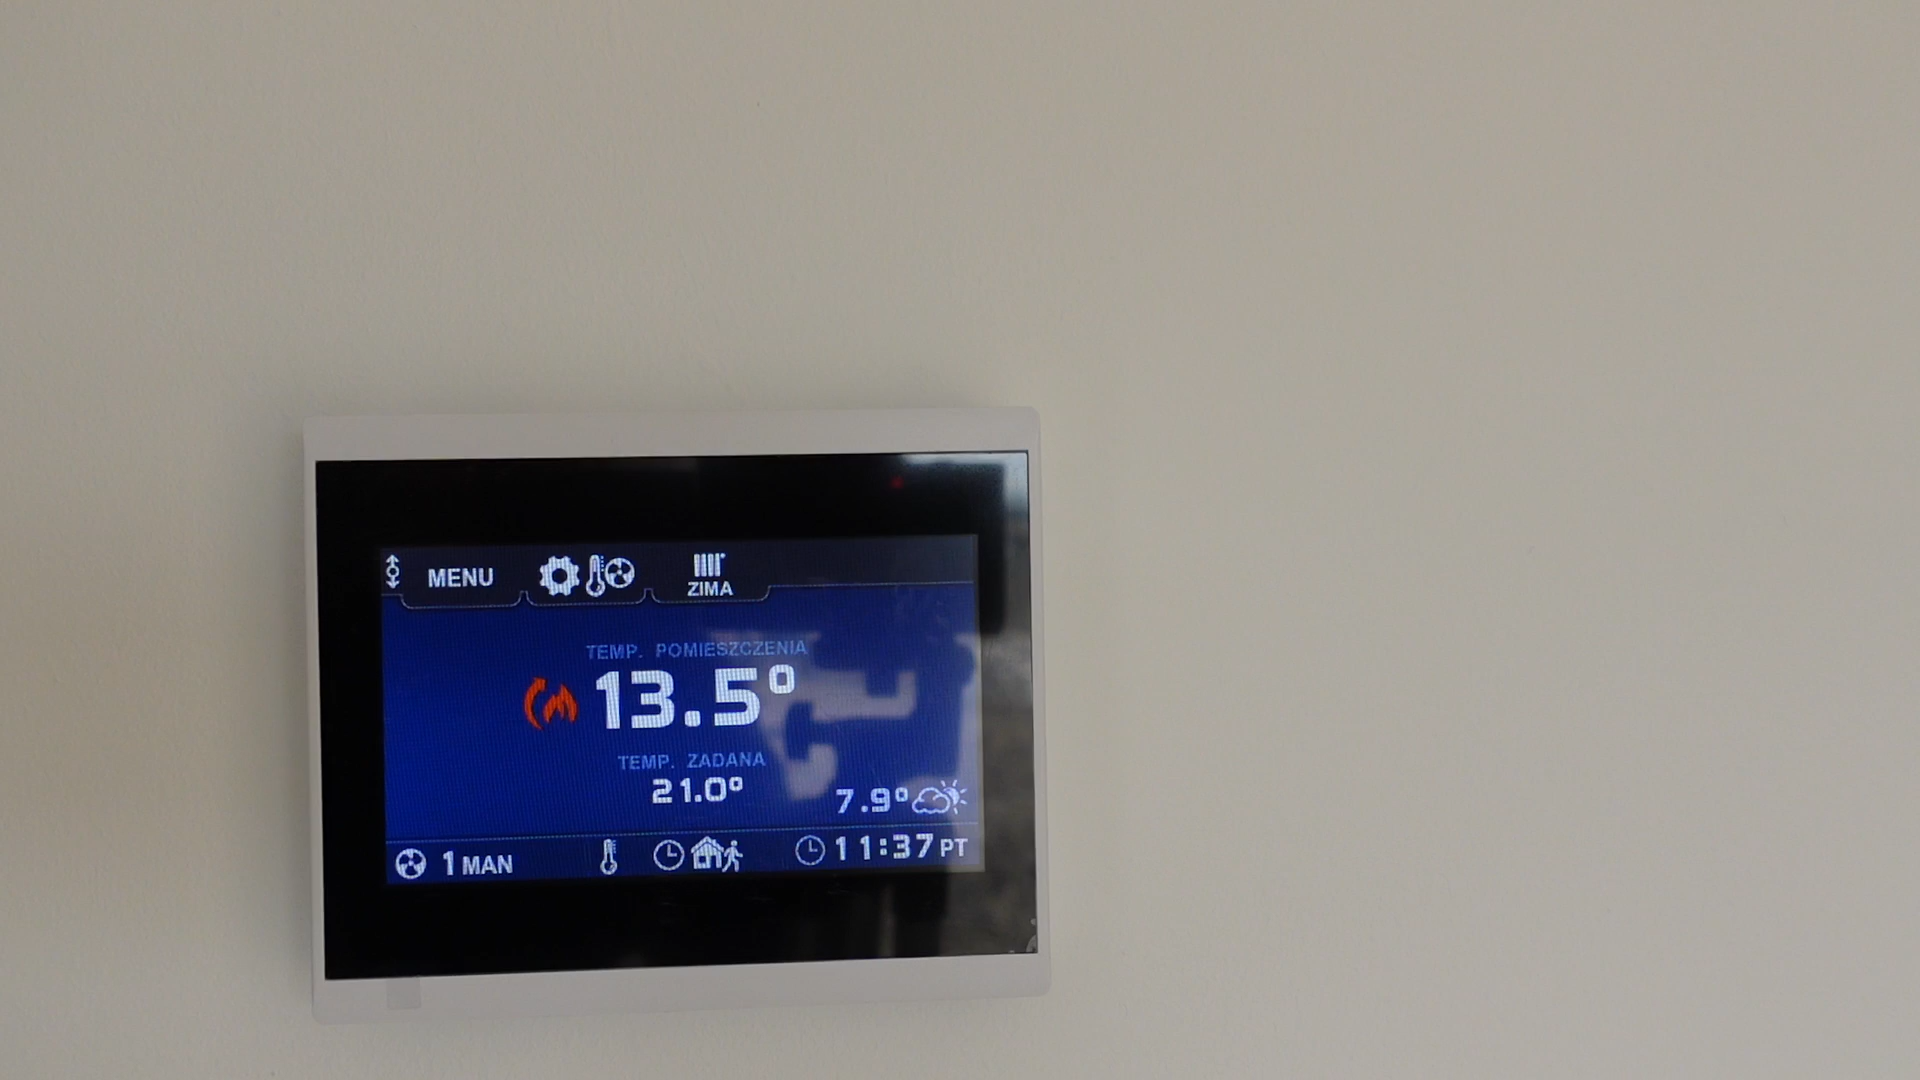 MENU
ZIMA
TEMP. POMIESZCZENIA
13.5°
TEMP. ZADANA
21.0°
7.9°
1 MAN
11:37 PT